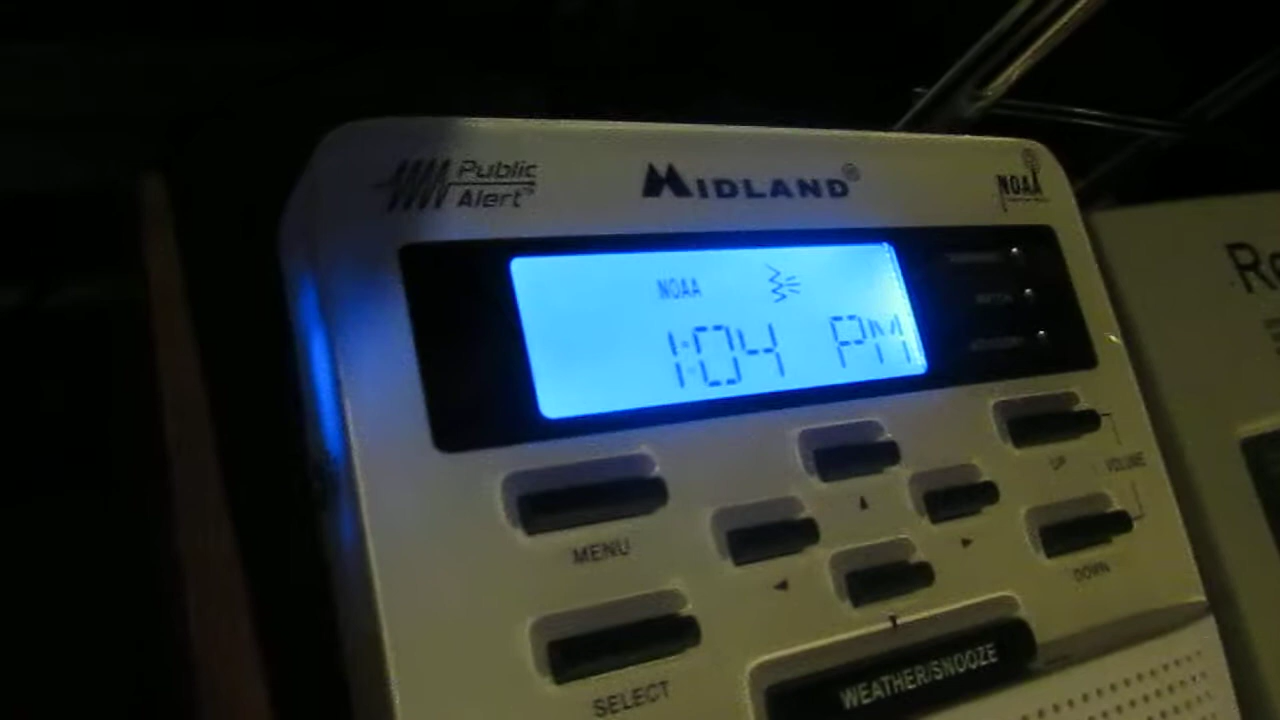 Public
Alert
MIDLAND®
NOAA
NOAA
1:04 PM
MENU
UP
VOLUME
DOWN
SELECT
WEATHER/SNOOZE